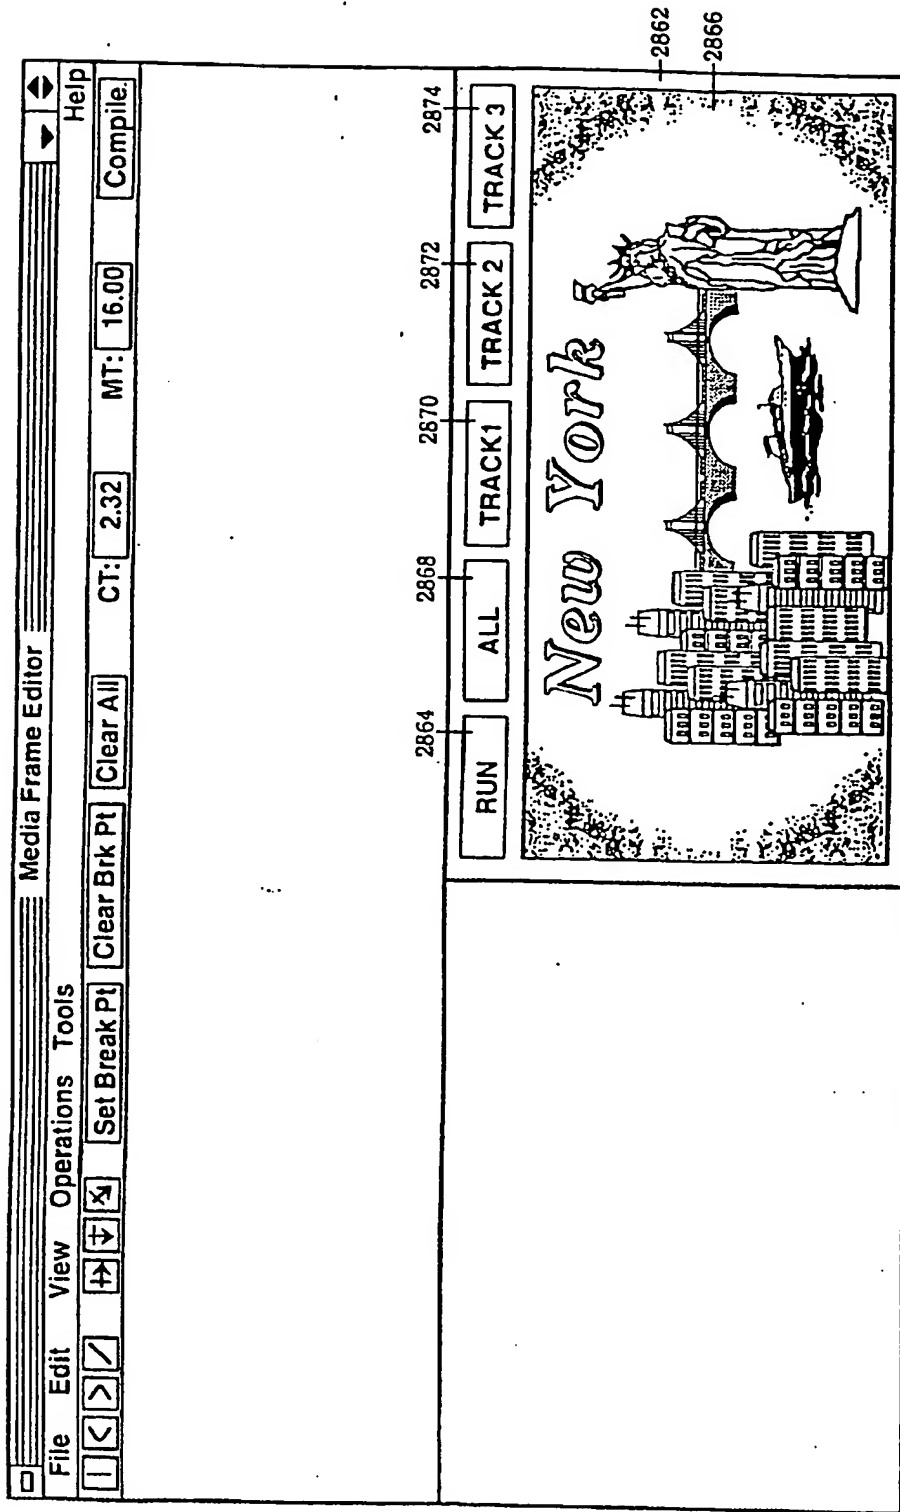 Media Frame Editor
File Edit View Operations Tools Help
Set Break Pt Clear Brk Pt Clear All CT: 2.32 MT: 16.00 Compile.
2864 2868 2870 2872 2874
RUN ALL TRACK1 TRACK 2 TRACK 3
2862
2866
New York